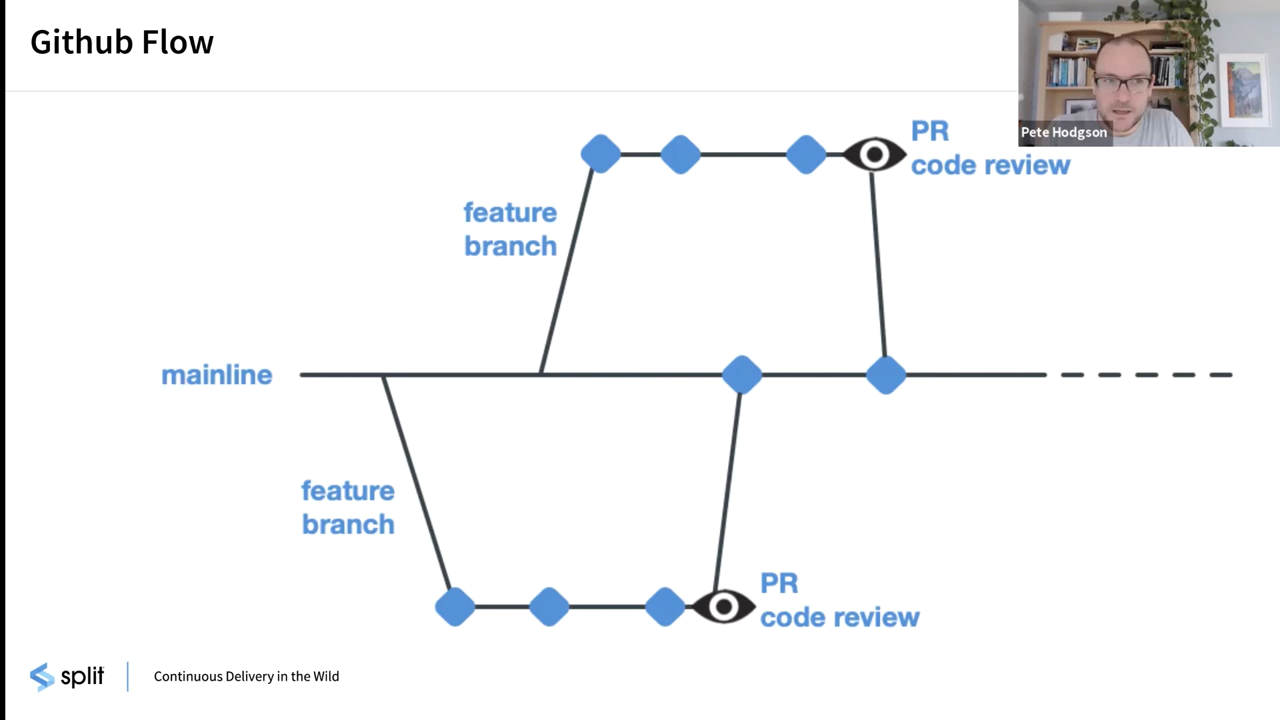 Github Flow
Pete Hodgson
PR
code review
feature
branch
mainline
feature
branch
PR
code review
split
Continuous Delivery in the Wild